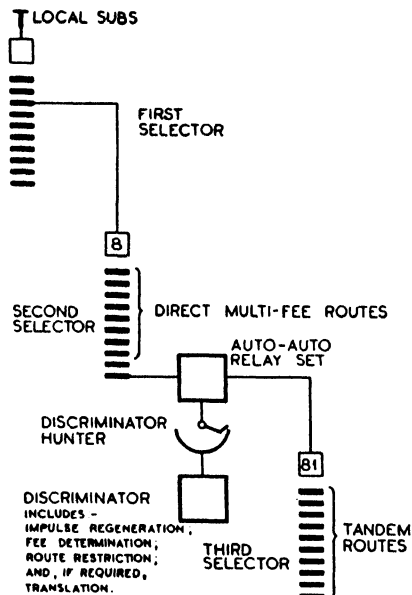 LOCAL SUBS
FIRST
SELECTOR
8
SECOND
SELECTOR
DIRECT MULTI-FEE ROUTES
AUTO-AUTO
RELAY SET
DISCRIMINATOR
HUNTER
81
DISCRIMINATOR
INCLUDES -
IMPULSE REGENERATION;
FEE DETERMINATION;
ROUTE RESTRICTION;
AND, IF REQUIRED,
TRANSLATION.
THIRD
SELECTOR
TANDEM
ROUTES